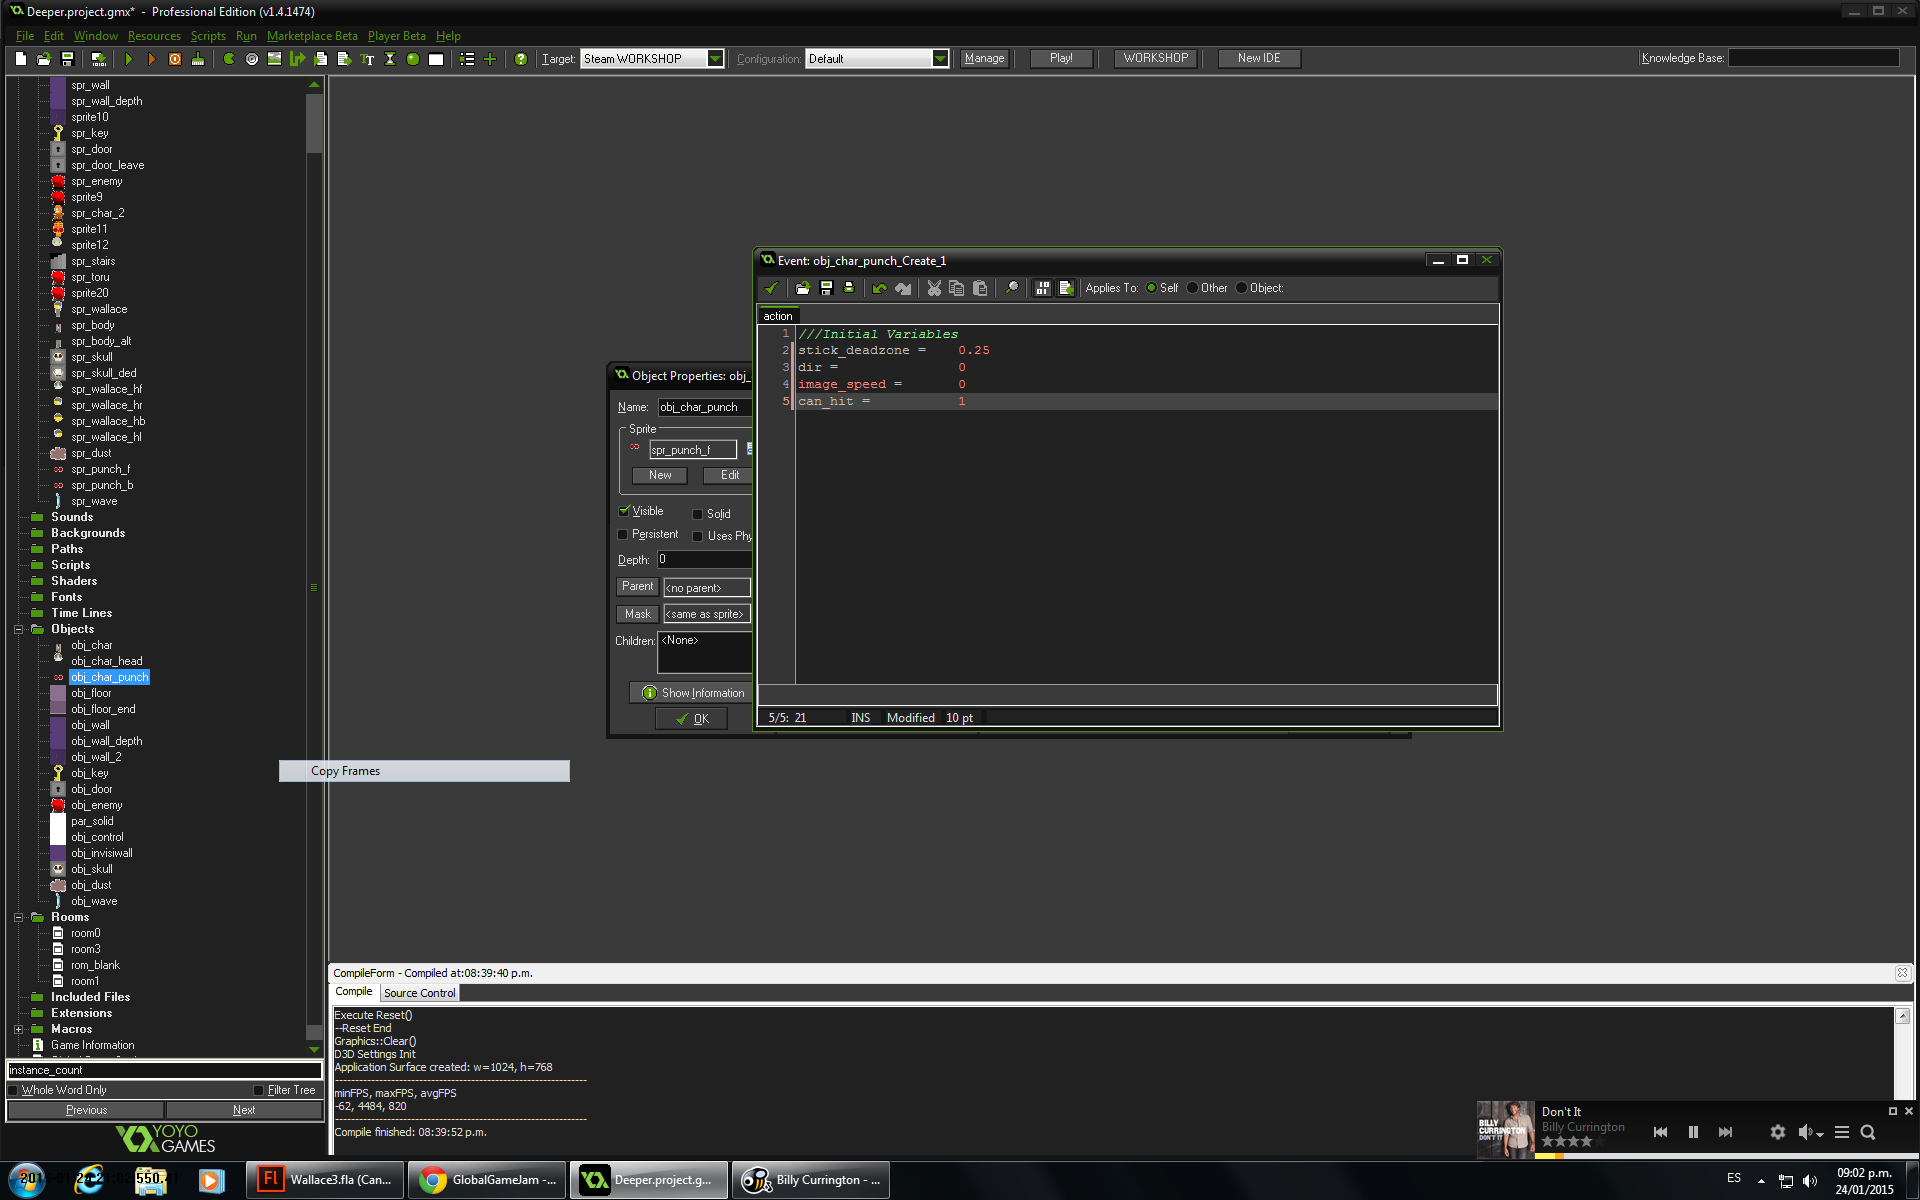 Deeper.project.gmx* - Professional Edition (v1.4.1474)
File Edit Window Resources Scripts Run Marketplace Beta Player Beta Help
Target: Steam WORKSHOP Configuration: Default Manage Play! WORKSHOP New IDE Knowledge Base:
spr_wall
spr_wall_depth
sprite10
spr_key
spr_door
spr_door_leave
spr_enemy
sprite9
spr_char_2
sprite11
sprite12
spr_stairs
spr_toru
sprite20
spr_wallace
spr_body
spr_body_alt
spr_skull
spr_skull_ded
spr_wallace_hf
spr_wallace_hr
spr_wallace_hb
spr_wallace_hl
spr_dust
spr_punch_f
spr_punch_b
spr_wave
Sounds
Backgrounds
Paths
Scripts
Shaders
Fonts
Time Lines
Objects
obj_char
obj_char_head
obj_char_punch
obj_floor
obj_floor_end
obj_wall
obj_wall_depth
obj_wall_2
obj_key
obj_door
obj_enemy
par_solid
obj_control
obj_invisiwall
obj_skull
obj_dust
obj_wave
Rooms
room0
room3
rom_blank
room1
Included Files
Extensions
Macros
Game Information
instance_count
Whole Word Only Filter Tree
Previous Next
YOYO
GAMES
Copy Frames
Object Properties: obj_
Name: obj_char_punch
Sprite
spr_punch_f
New Edit
Visible Solid
Persistent Uses Phy
Depth: 0
Parent <no parent>
Mask <same as sprite>
Children: <None>
Show Information
OK
Event: obj_char_punch_Create_1
Applies To: Self Other Object:
action
1 ///Initial Variables
2 stick_deadzone = 0.25
3 dir = 0
4 image_speed = 0
5 can_hit = 1
5/5: 21 INS Modified 10 pt
CompileForm - Compiled at:08:39:40 p.m.
Compile Source Control
Execute Reset()
--Reset End
Graphics::Clear()
D3D Settings Init
Application Surface created: w=1024, h=768
minFPS, maxFPS, avgFPS
-62, 4484, 820
Compile finished: 08:39:52 p.m.
BILLY
CURRINGTON
DON'T IT
Don't It
Billy Currington
Fl Wallace3.fla (Can...
GlobalGameJam -...
Deeper.project.g...
Billy Currington - ...
ES
09:02 p.m.
24/01/2015